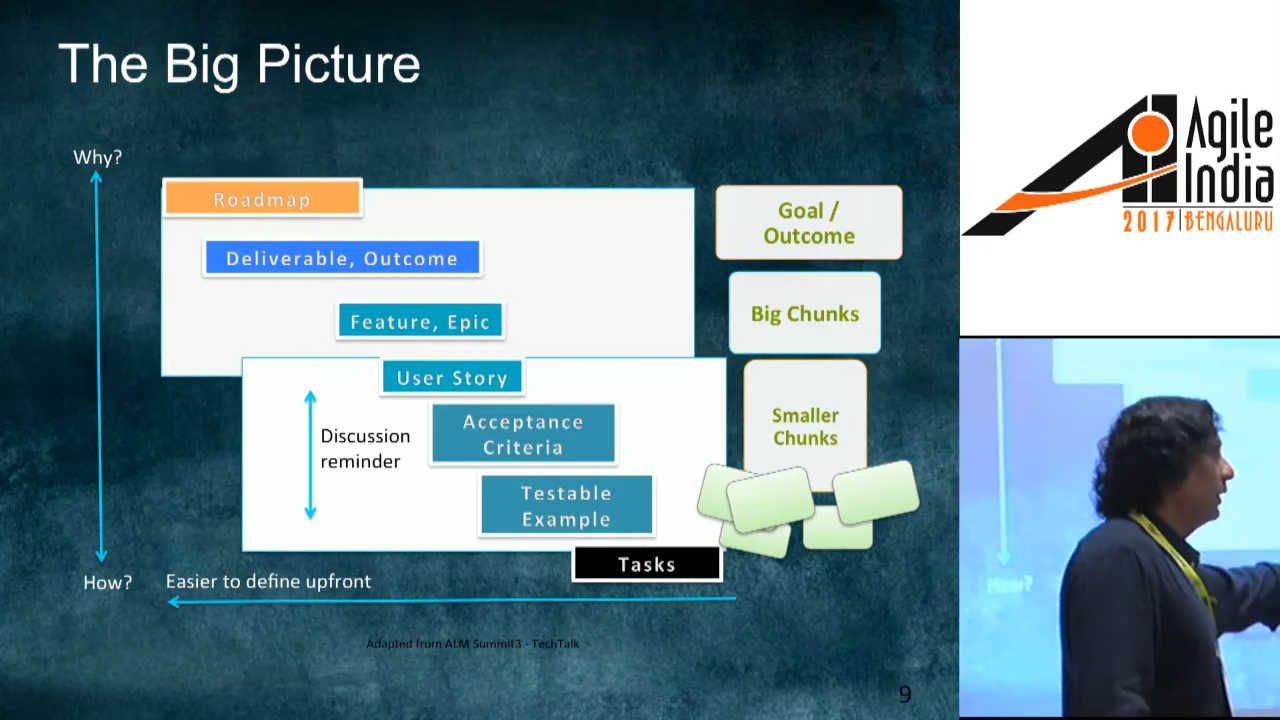 The Big Picture
Why?
Roadmap
Deliverable, Outcome
Feature, Epic
User Story
Discussion
reminder
Acceptance
Criteria
Testable
Example
Tasks
How?
Easier to define upfront
Goal /
Outcome
Big Chunks
Smaller
Chunks
Adapted from ALM Summit3 - TechTalk
9
Agile
India
2017 | BENGALURU
How?